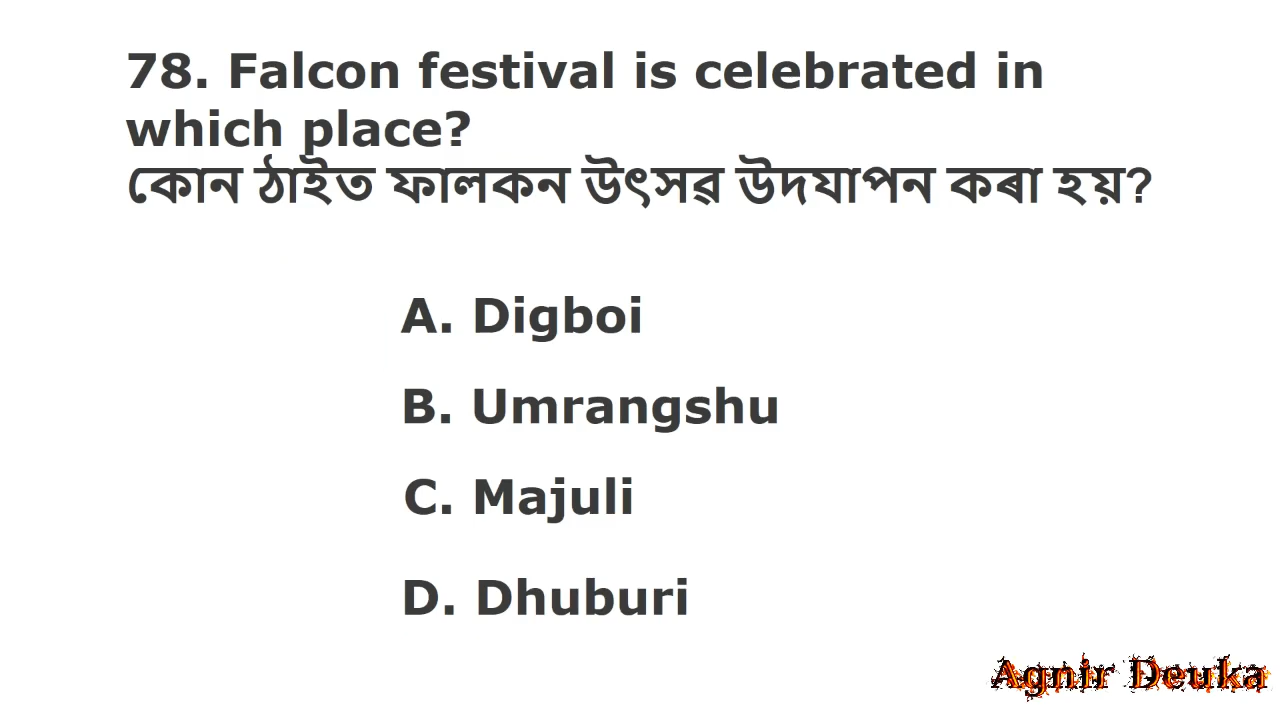 78. Falcon festival is celebrated in
which place?
কোন ঠাইত ফালকন উৎসৱ উদযাপন কৰা হয়?
A. Digboi
B. Umrangshu
C. Majuli
D. Dhuburi
Agnir Deuka